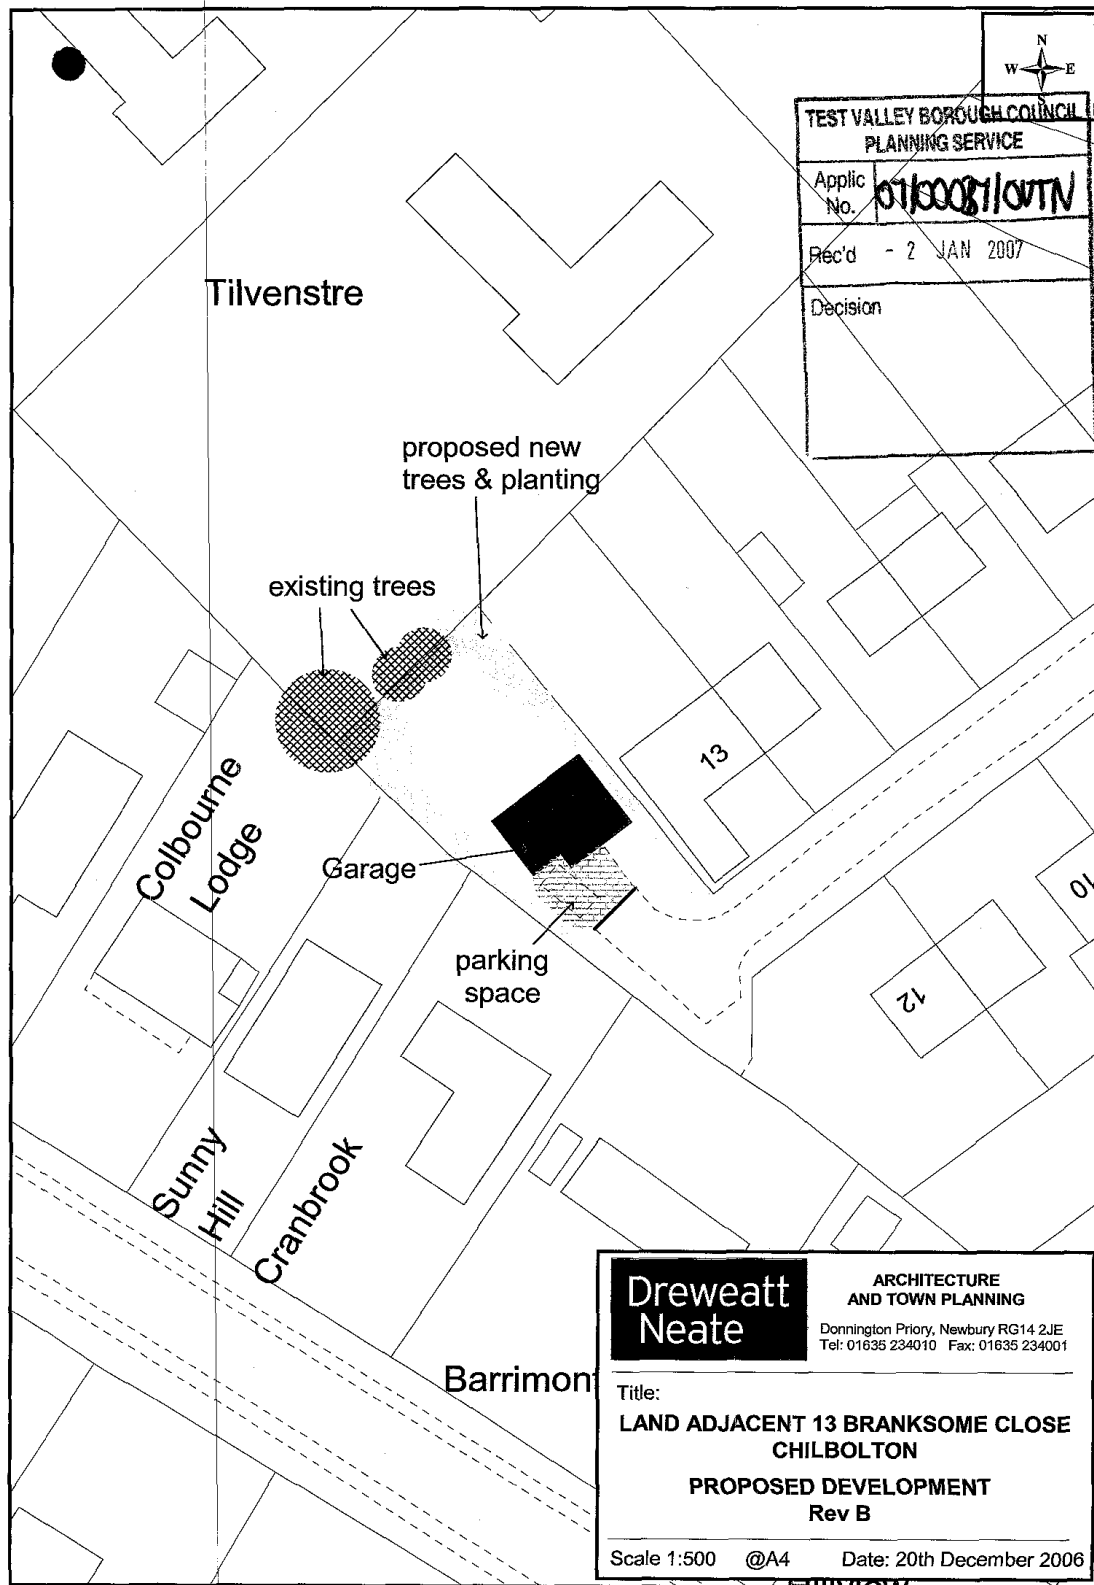 N
W E
S
TEST VALLEY BOROUGH COUNCIL
PLANNING SERVICE
Applic
No.
07/00087/OUTN
Rec'd - 2 JAN 2007
Decision
Tilvenstre
proposed new
trees & planting
existing trees
13
Colbourne
Lodge
Garage
10
parking
space
12
Sunny
Hill
Cranbrook
Barrimon
Dreweatt
Neate
ARCHITECTURE
AND TOWN PLANNING
Donnington Priory, Newbury RG14 2JE
Tel: 01635 234010 Fax: 01635 234001
Title:
LAND ADJACENT 13 BRANKSOME CLOSE
CHILBOLTON
PROPOSED DEVELOPMENT
Rev B
Scale 1:500 @A4 Date: 20th December 2006